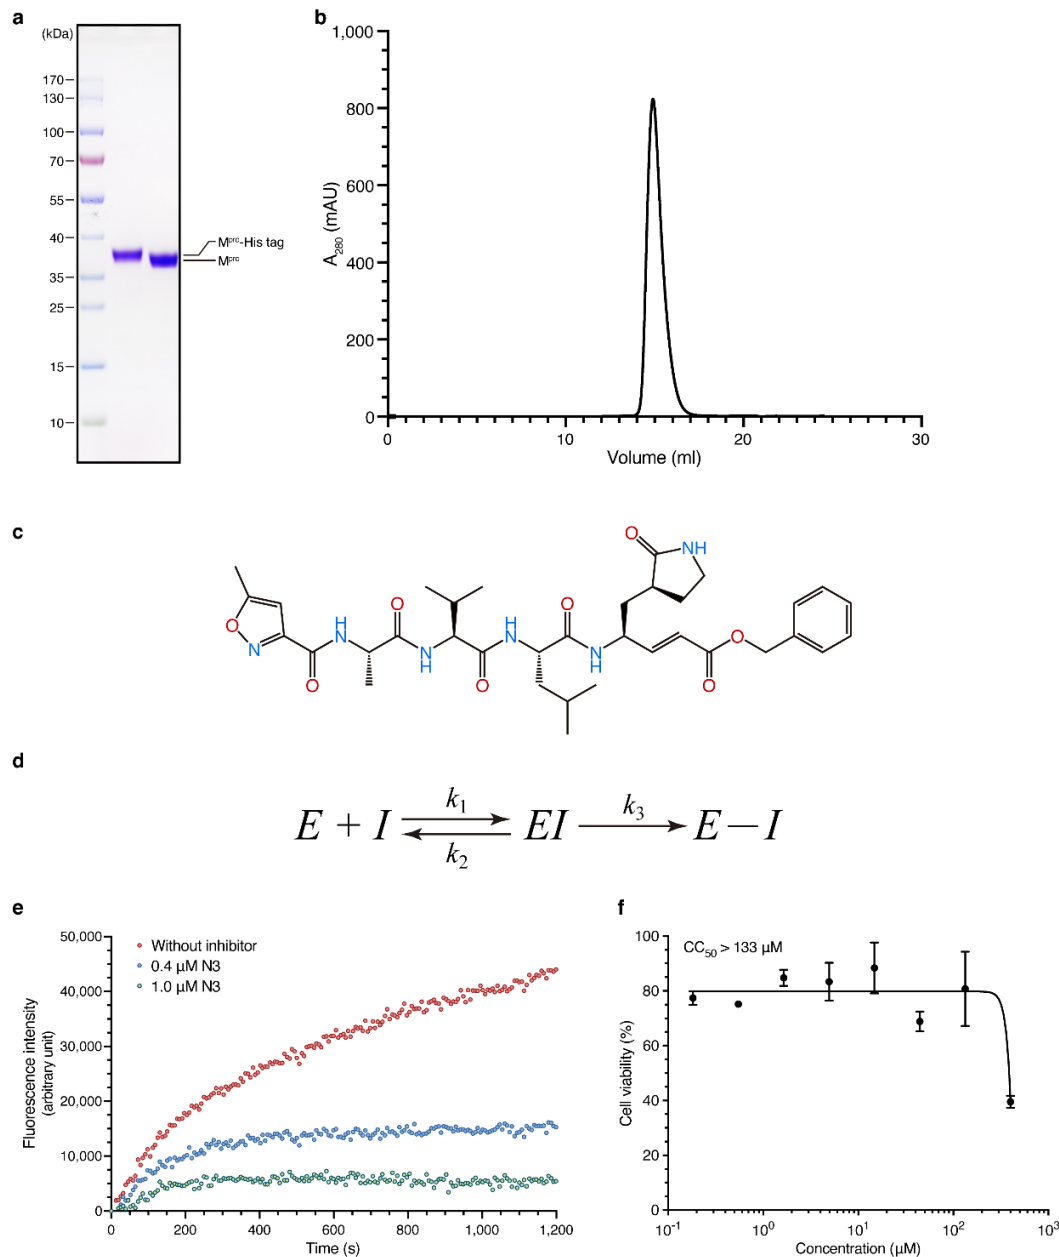 a
(kDa)
170
130
100
70
55
40
35
25
15
10
Mᵖʳᵒ-His tag
Mᵖʳᵒ
b
1,000
800
600
400
200
0
A₂₈₀ (mAU)
0 10 20 30
Volume (ml)
c
O NH
O N O H N O N H O H N O N H O O
d
E + I k₁ k₂ EI k₃ E—I
e
50,000
40,000
30,000
20,000
10,000
0
Fluorescence intensity
(arbitrary unit)
Without inhibitor
0.4 μM N3
1.0 μM N3
0 200 400 600 800 1,000 1,200
Time (s)
f
100
80
60
40
20
0
Cell viability (%)
CC₅₀ > 133 μM
10⁻¹ 10⁰ 10¹ 10² 10³
Concentration (μM)